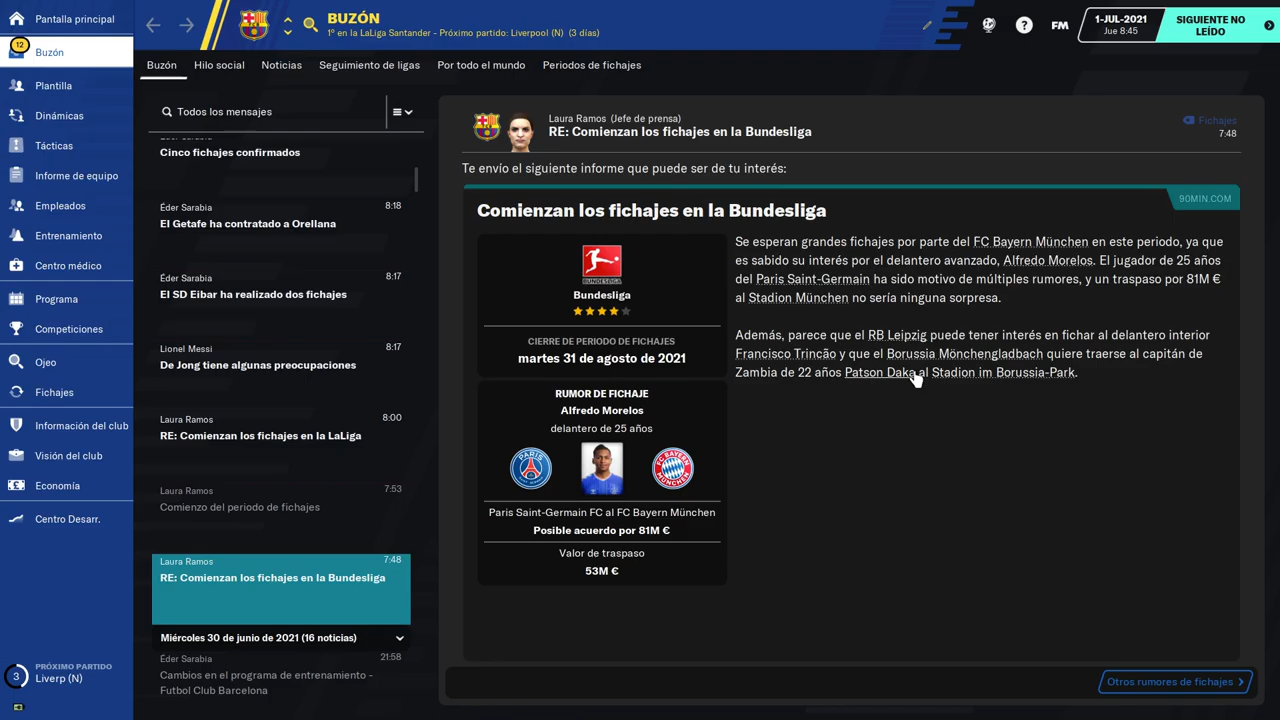 Pantalla principal
12
Buzón
Plantilla
Dinámicas
Tácticas
Informe de equipo
Empleados
Entrenamiento
Centro médico
Programa
Competiciones
Ojeo
Fichajes
Información del club
Visión del club
Economía
Centro Desarr.
3
PRÓXIMO PARTIDO
Liverp (N)
BUZÓN
1º en la LaLiga Santander - Próximo partido: Liverpool (N) (3 días)
?
FM
1-JUL-2021
Jue 8:45
SIGUIENTE NO
LEÍDO
Buzón
Hilo social
Noticias
Seguimiento de ligas
Por todo el mundo
Periodos de fichajes
Todos los mensajes
Cinco fichajes confirmados
Éder Sarabia 8:18
El Getafe ha contratado a Orellana
Éder Sarabia 8:17
El SD Eibar ha realizado dos fichajes
Lionel Messi 8:17
De Jong tiene algunas preocupaciones
Laura Ramos 8:00
RE: Comienzan los fichajes en la LaLiga
Laura Ramos 7:53
Comienzo del periodo de fichajes
Laura Ramos 7:48
RE: Comienzan los fichajes en la Bundesliga
Miércoles 30 de junio de 2021 (16 noticias)
Éder Sarabia 21:58
Cambios en el programa de entrenamiento -
Futbol Club Barcelona
Laura Ramos (Jefe de prensa)
RE: Comienzan los fichajes en la Bundesliga
Fichajes
7:48
Te envío el siguiente informe que puede ser de tu interés:
90MIN.COM
Comienzan los fichajes en la Bundesliga
BUNDESLIGA
Bundesliga
CIERRE DE PERIODO DE FICHAJES
martes 31 de agosto de 2021
RUMOR DE FICHAJE
Alfredo Morelos
delantero de 25 años
Paris Saint-Germain FC al FC Bayern München
Posible acuerdo por 81M €
Valor de traspaso
53M €
Se esperan grandes fichajes por parte del FC Bayern München en este periodo, ya que
es sabido su interés por el delantero avanzado, Alfredo Morelos. El jugador de 25 años
del Paris Saint-Germain ha sido motivo de múltiples rumores, y un traspaso por 81M €
al Stadion München no sería ninguna sorpresa.
Además, parece que el RB Leipzig puede tener interés en fichar al delantero interior
Francisco Trincão y que el Borussia Mönchengladbach quiere traerse al capitán de
Zambia de 22 años Patson Daka al Stadion im Borussia-Park.
Otros rumores de fichajes